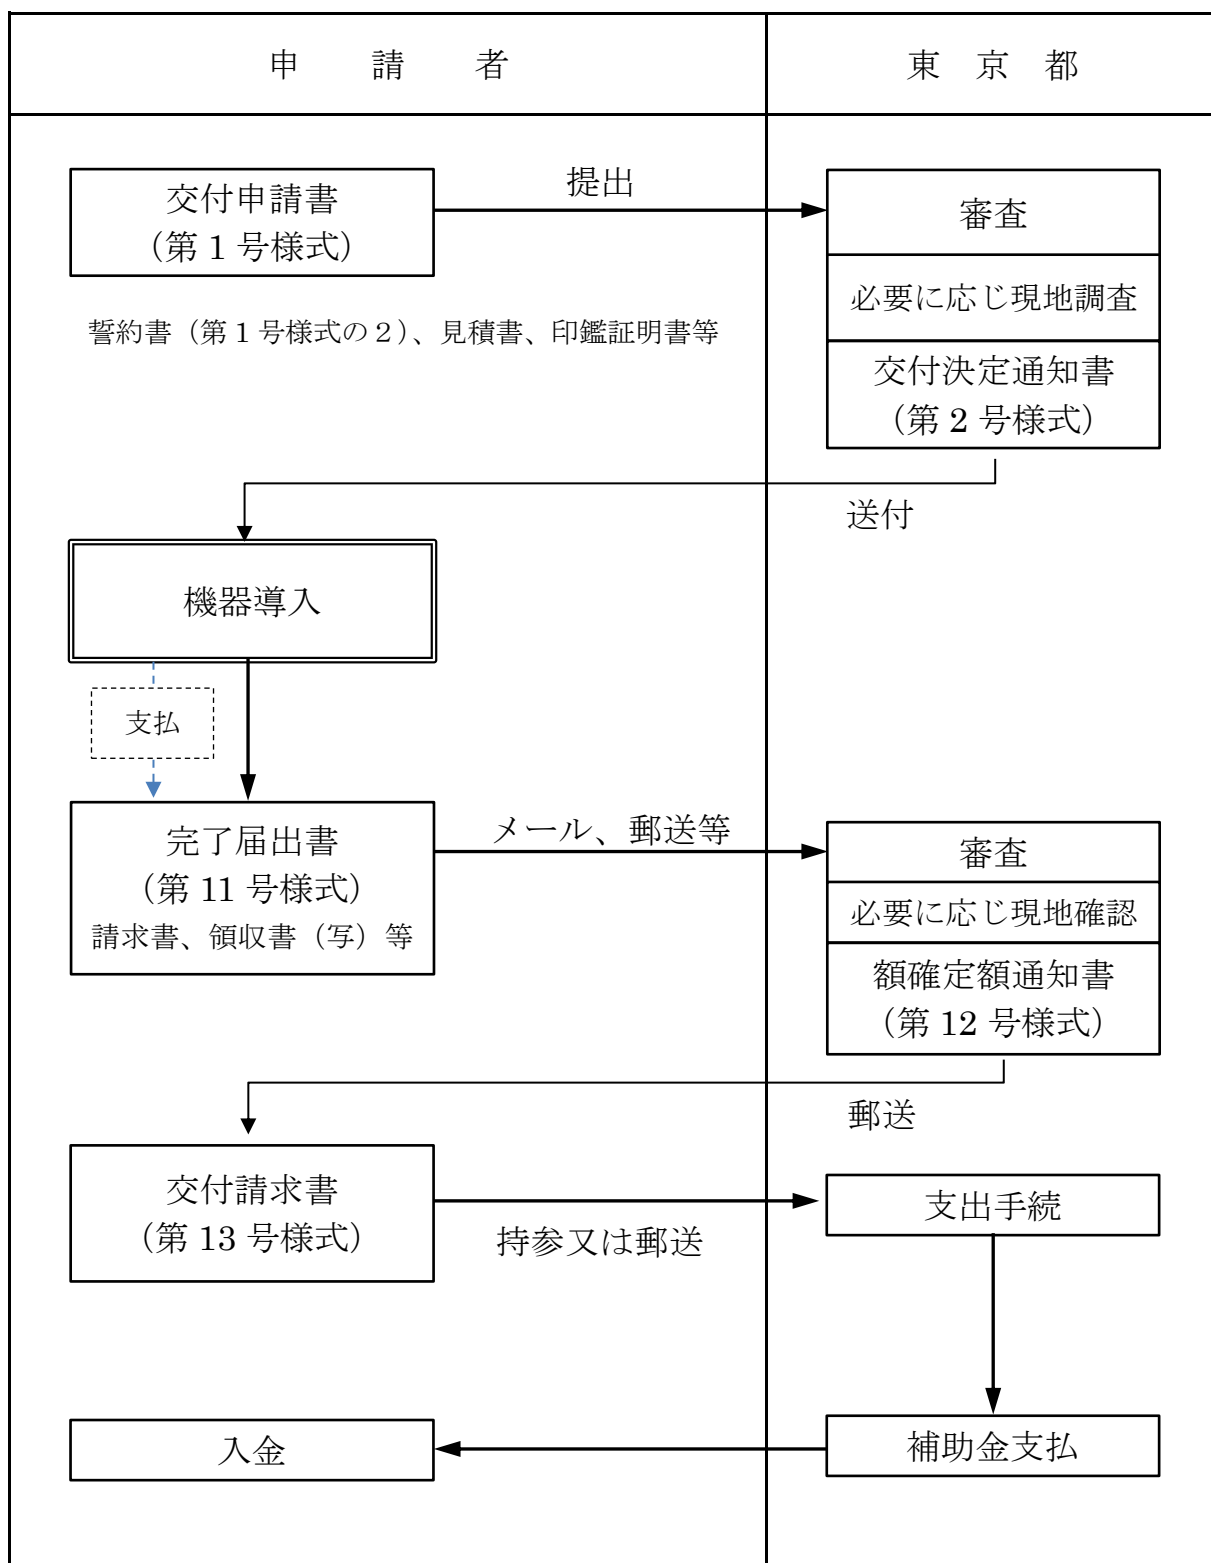 申請者
東京都
交付申請書
（第 1 号様式）
提出
審査
必要に応じ現地調査
誓約書（第 1 号様式の２）、見積書、印鑑証明書等
交付決定通知書
（第 2 号様式）
送付
機器導入
支払
完了届出書
（第 11 号様式）
請求書、領収書（写）等
メール、郵送等
審査
必要に応じ現地確認
額確定額通知書
（第 12 号様式）
郵送
交付請求書
（第 13 号様式）
持参又は郵送
支出手続
入金
補助金支払